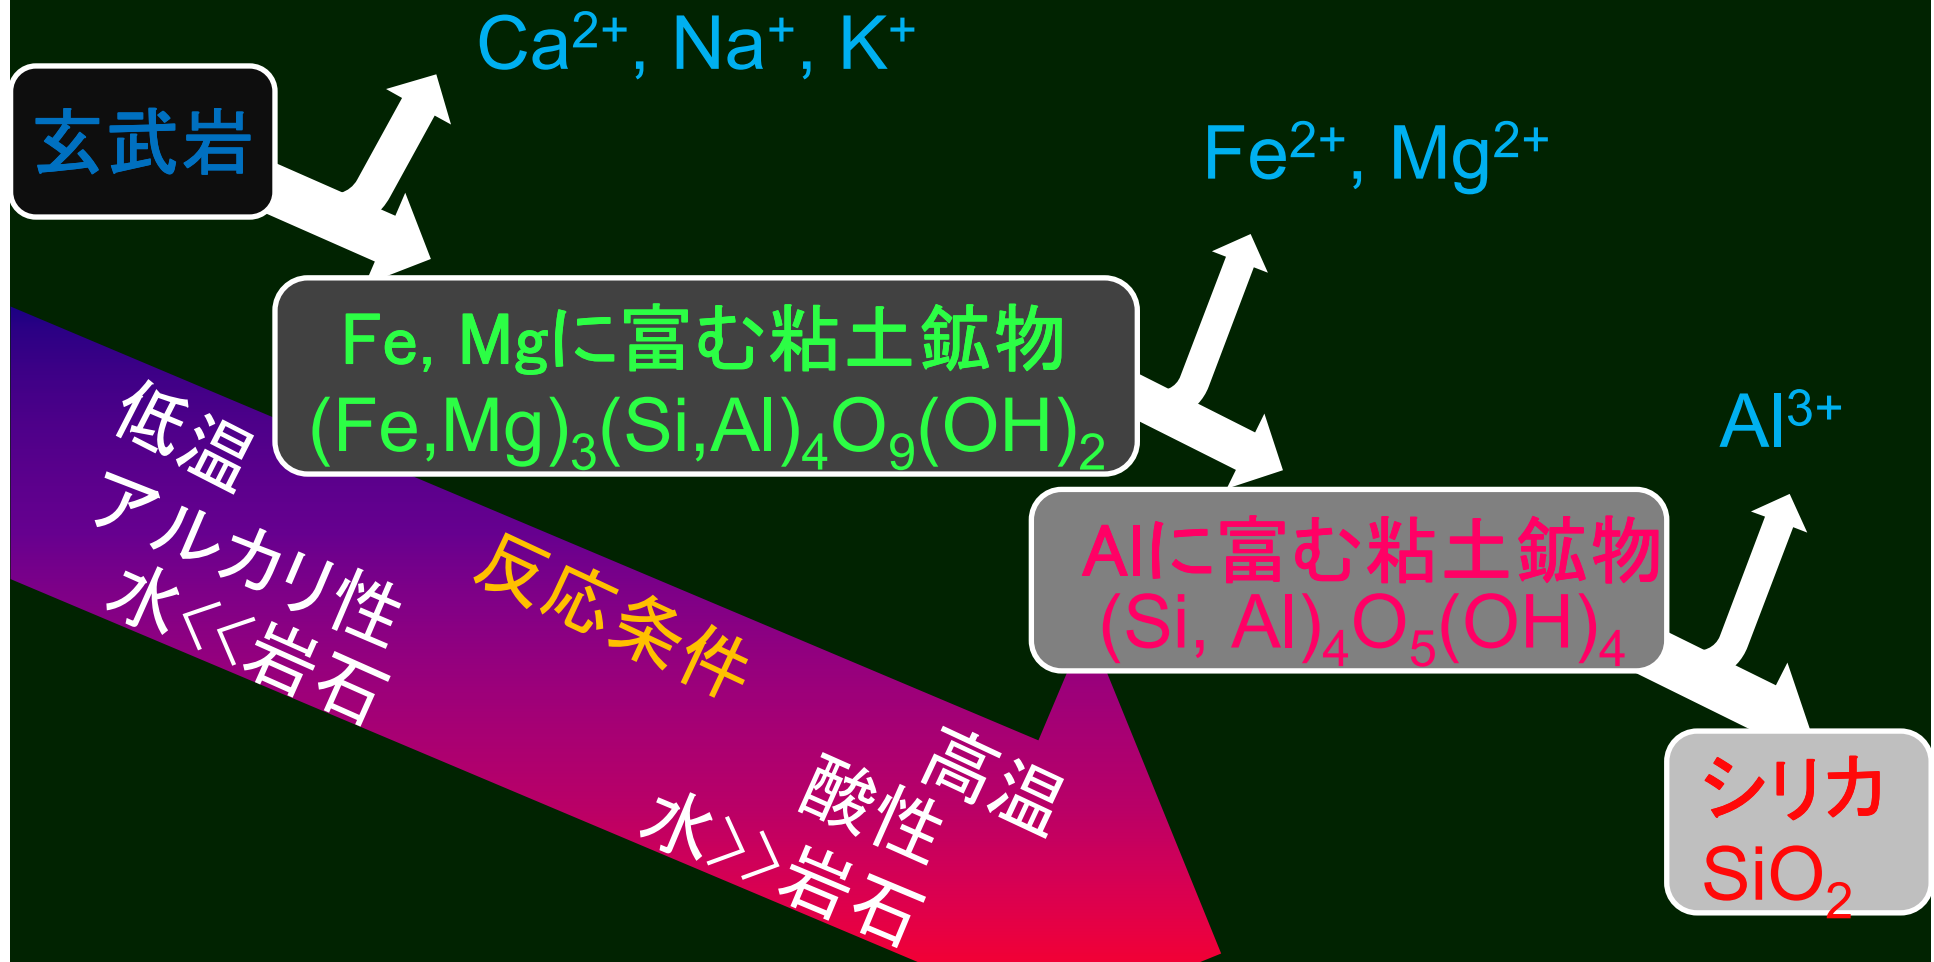 Ca²⁺, Na⁺, K⁺
玄武岩
Fe²⁺, Mg²⁺
Fe, Mgに富む粘土鉱物
(Fe,Mg)₃(Si,Al)₄O₉(OH)₂
Al³⁺
Alに富む粘土鉱物
(Si, Al)₄O₅(OH)₄
シリカ
SiO₂
低温
アルカリ性
水<<岩石
反応条件
高温
酸性
水>>岩石